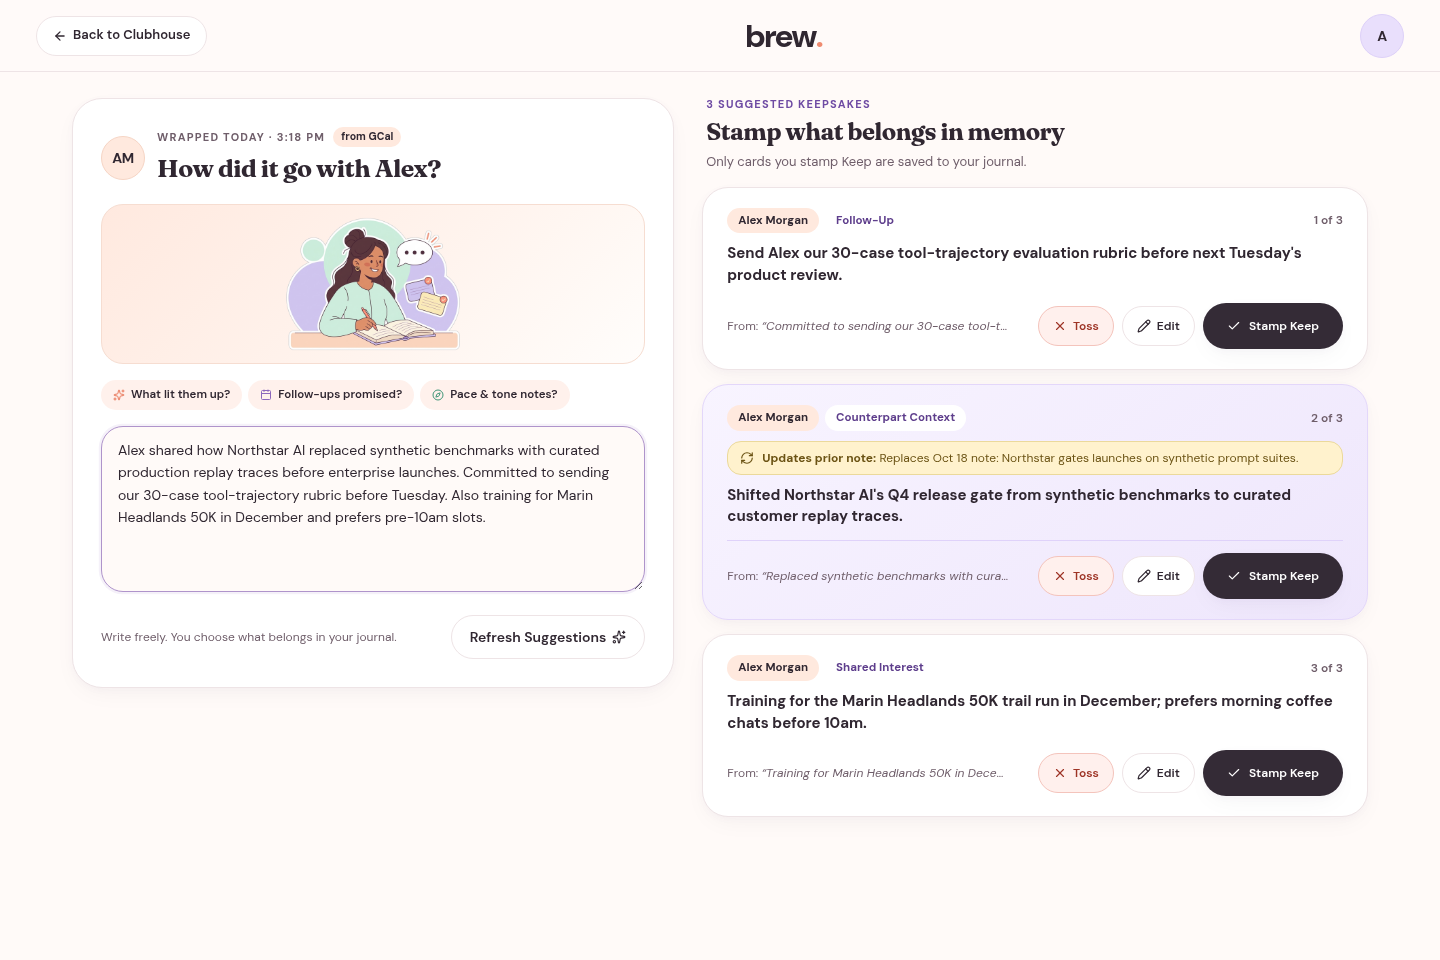 Back to Clubhouse
brew.
A
AM
WRAPPED TODAY · 3:18 PM
from GCal
How did it go with Alex?
What lit them up?
Follow-ups promised?
Pace & tone notes?
Alex shared how Northstar AI replaced synthetic benchmarks with curated
production replay traces before enterprise launches. Committed to sending
our 30-case tool-trajectory rubric before Tuesday. Also training for Marin
Headlands 50K in December and prefers pre-10am slots.
Write freely. You choose what belongs in your journal.
Refresh Suggestions
3 SUGGESTED KEEPSAKES
Stamp what belongs in memory
Only cards you stamp Keep are saved to your journal.
Alex Morgan
Follow-Up
1 of 3
Send Alex our 30-case tool-trajectory evaluation rubric before next Tuesday's
product review.
From: “Committed to sending our 30-case tool-t…
Toss
Edit
Stamp Keep
Alex Morgan
Counterpart Context
2 of 3
Updates prior note: Replaces Oct 18 note: Northstar gates launches on synthetic prompt suites.
Shifted Northstar AI's Q4 release gate from synthetic benchmarks to curated
customer replay traces.
From: “Replaced synthetic benchmarks with cura…
Toss
Edit
Stamp Keep
Alex Morgan
Shared Interest
3 of 3
Training for the Marin Headlands 50K trail run in December; prefers morning coffee
chats before 10am.
From: “Training for Marin Headlands 50K in Dece…
Toss
Edit
Stamp Keep